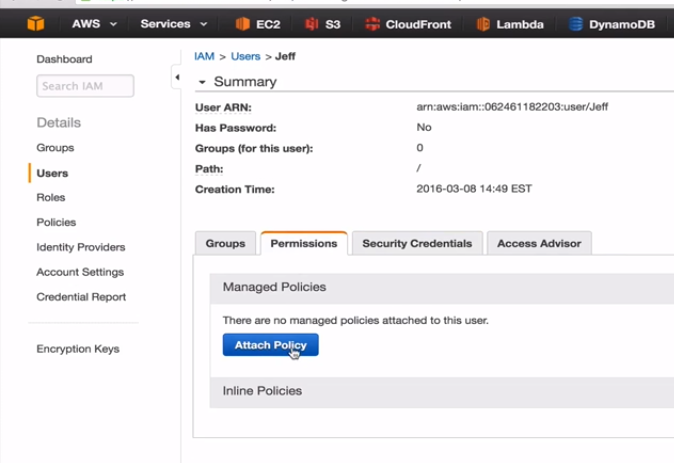 AWS Services EC2 S3 CloudFront Lambda DynamoDB
Dashboard
Search IAM
Details
Groups
Users
Roles
Policies
Identity Providers
Account Settings
Credential Report
Encryption Keys
IAM > Users > Jeff
Summary
User ARN: arn:aws:iam::062461182203:user/Jeff
Has Password: No
Groups (for this user): 0
Path: /
Creation Time: 2016-03-08 14:49 EST
Groups Permissions Security Credentials Access Advisor
Managed Policies
There are no managed policies attached to this user.
Attach Policy
Inline Policies